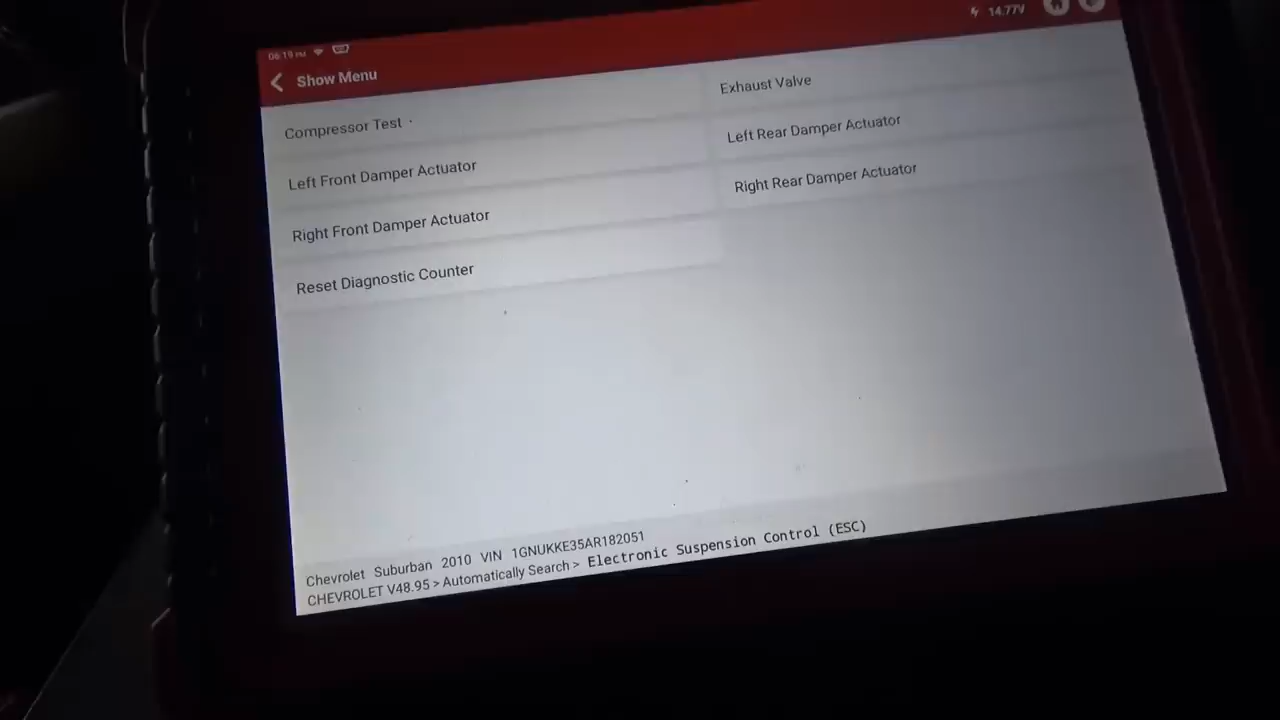 06:19 PM
14.77V
Show Menu
Compressor Test
Exhaust Valve
Left Front Damper Actuator
Left Rear Damper Actuator
Right Front Damper Actuator
Right Rear Damper Actuator
Reset Diagnostic Counter
Chevrolet Suburban 2010 VIN 1GNUKKE35AR182051
CHEVROLET V48.95 > Automatically Search > Electronic Suspension Control (ESC)